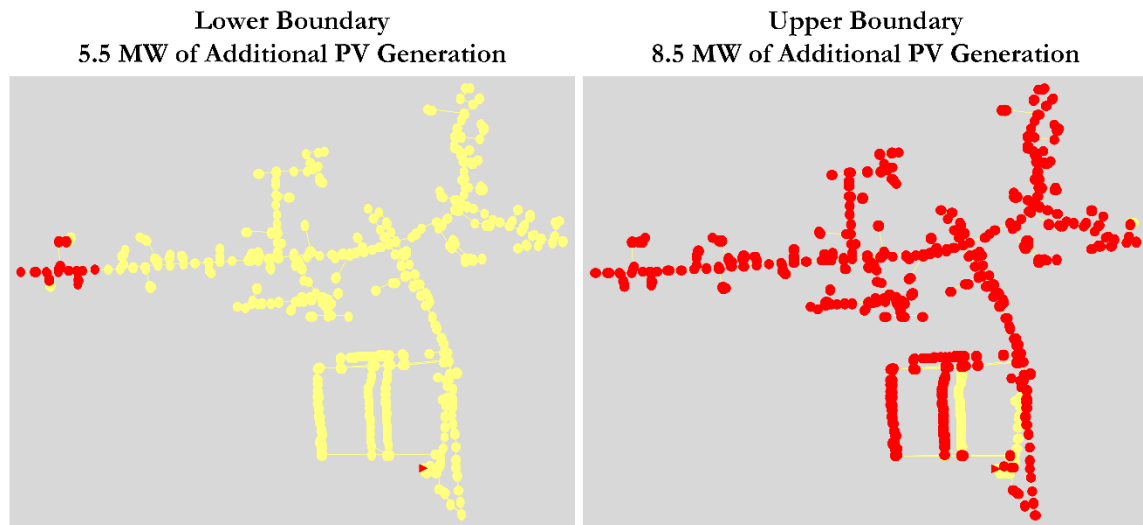 Lower Boundary
5.5 MW of Additional PV Generation
Upper Boundary
8.5 MW of Additional PV Generation